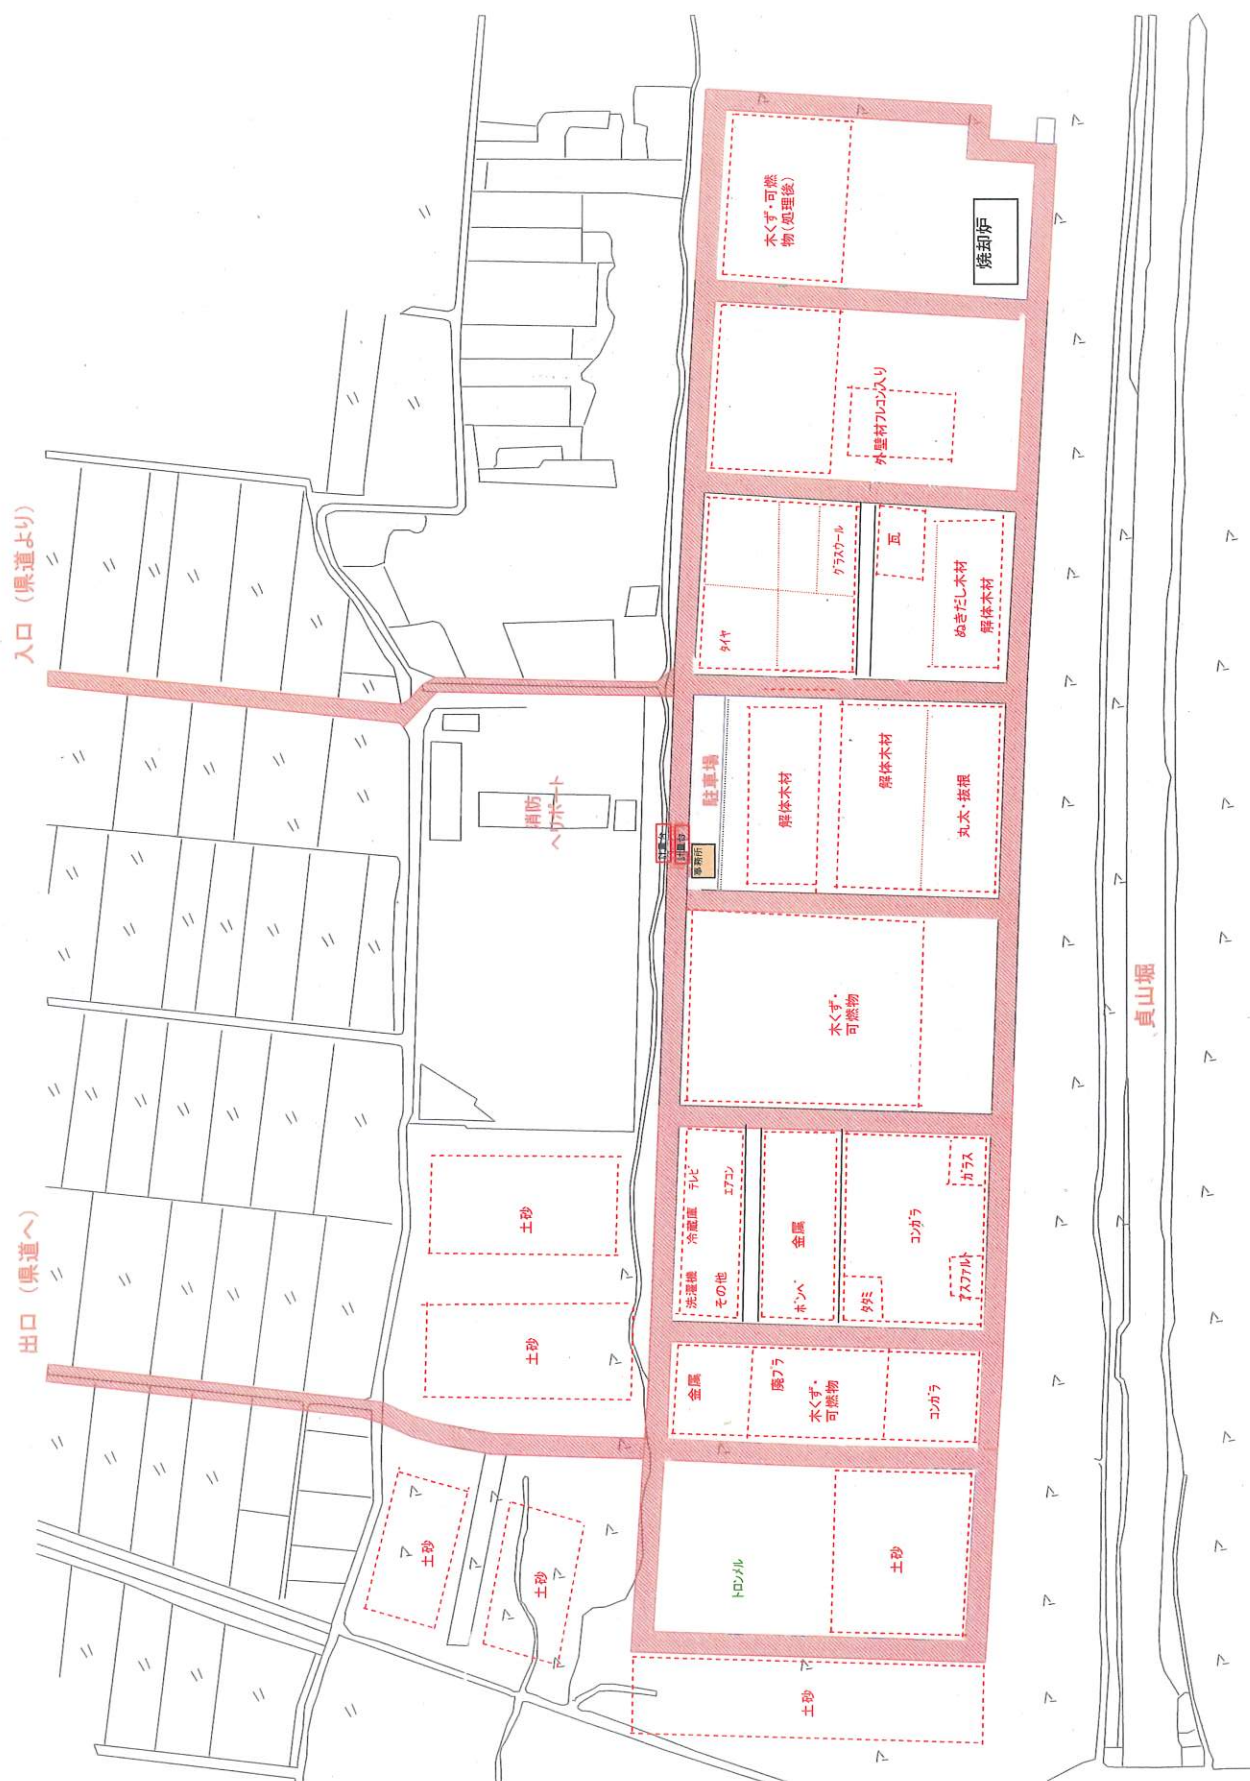 木くず・可燃
物(処理後)
焼却炉
外壁材フレコン入り
入口（県道より）
グラスウール
瓦
タイヤ
ぬきだし木材
解体木材
消防
ヘリポート
駐車場
解体木材
解体木材
丸太・抜根
計量台
計量台
事務所
木くず・
可燃物
貞山堀
出口（県道へ）
土砂
土砂
洗濯機
冷蔵庫
テレビ
その他
エアコン
金属
ボンベ
コンガラ
ガラス
タタミ
アスファルト
金属
廃プラ
木くず・
可燃物
コンガラ
土砂
土砂
トロンメル
土砂
土砂